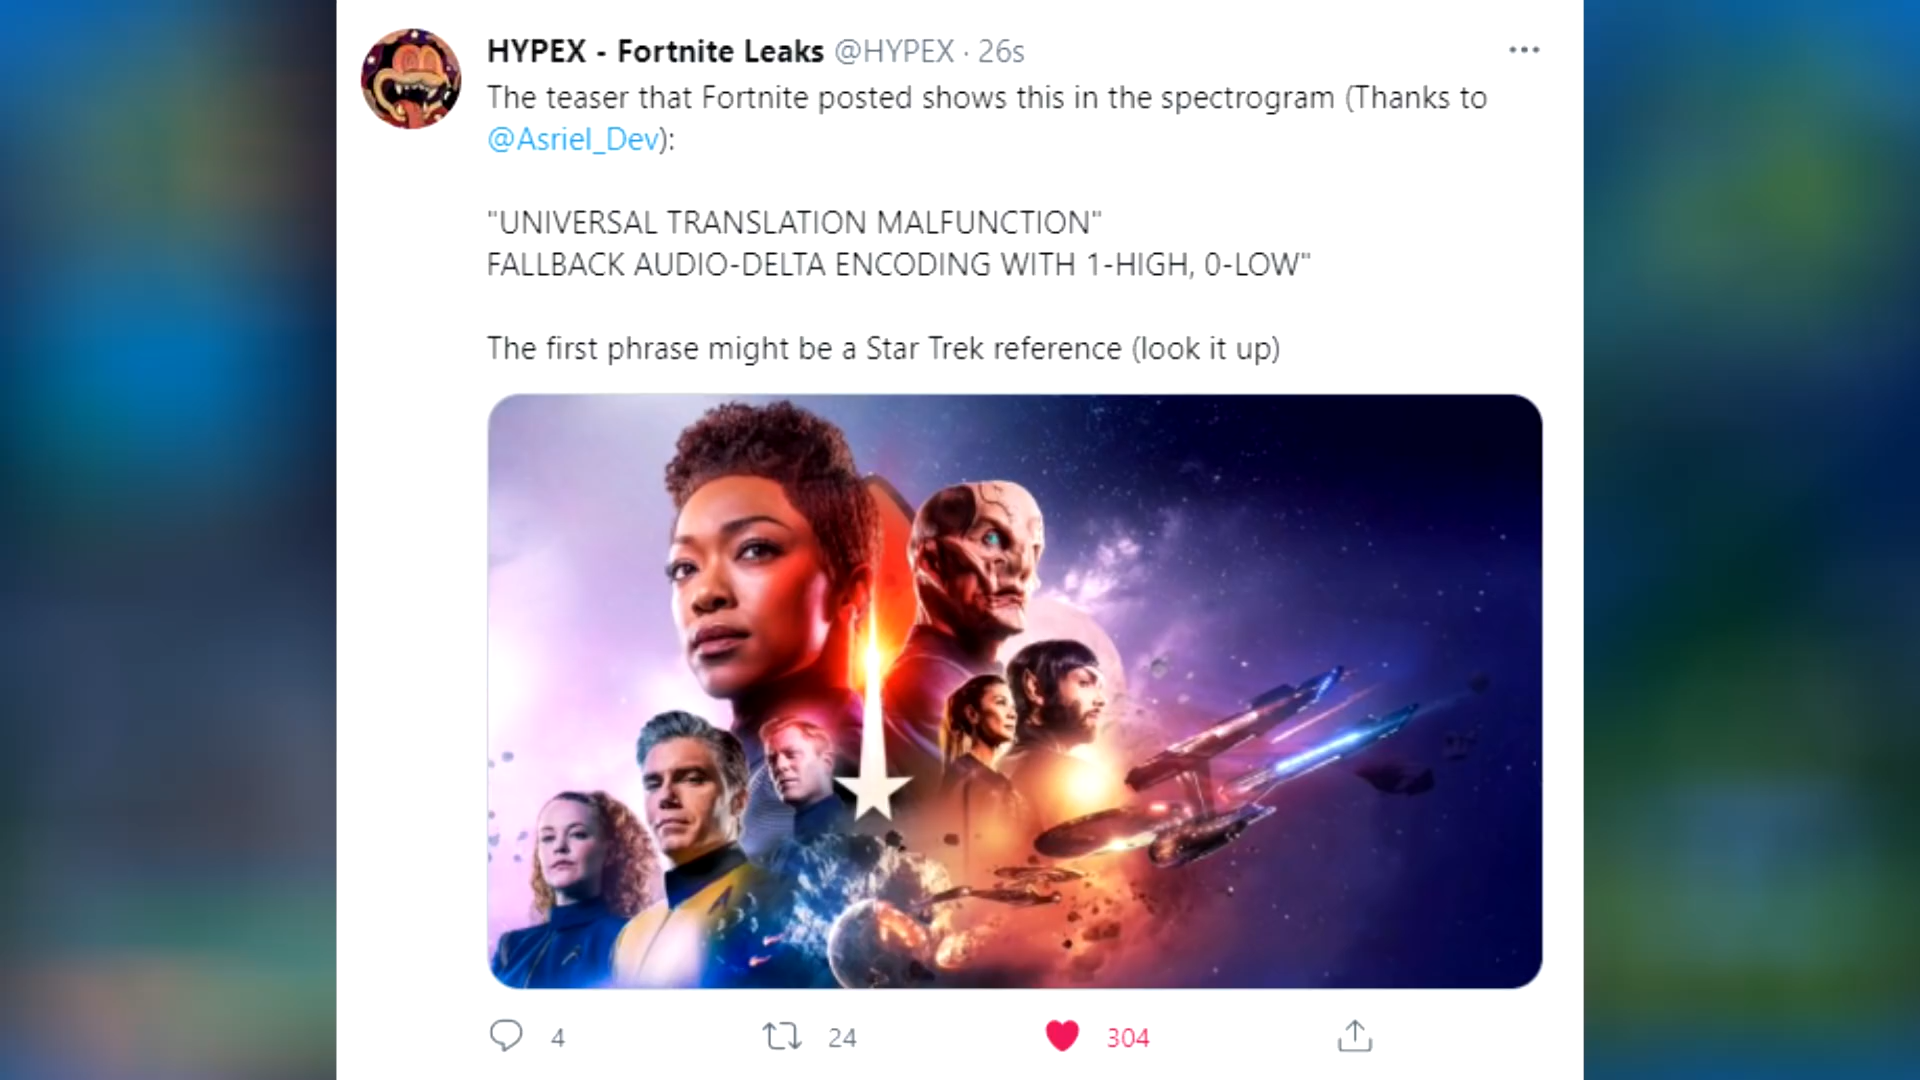 HYPEX - Fortnite Leaks @HYPEX · 26s
The teaser that Fortnite posted shows this in the spectrogram (Thanks to
@Asriel_Dev):
"UNIVERSAL TRANSLATION MALFUNCTION"
FALLBACK AUDIO-DELTA ENCODING WITH 1-HIGH, 0-LOW"
The first phrase might be a Star Trek reference (look it up)
4 24 304